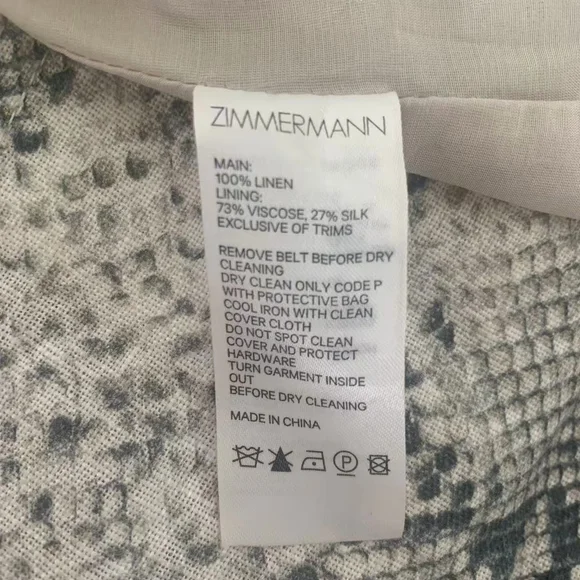 ZIMMERMANN
MAIN:
100% LINEN
LINING:
73% VISCOSE, 27% SILK
EXCLUSIVE OF TRIMS
REMOVE BELT BEFORE DRY
CLEANING
DRY CLEAN ONLY CODE P
WITH PROTECTIVE BAG
COOL IRON WITH CLEAN
COVER CLOTH
DO NOT SPOT CLEAN
COVER AND PROTECT
HARDWARE
TURN GARMENT INSIDE
OUT
BEFORE DRY CLEANING
MADE IN CHINA
P